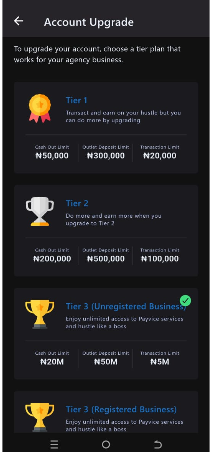 Account Upgrade
To upgrade your account, choose a tier plan that
works for your agency business.
Tier 1
Transact and earn on your hustle but you
can do more by upgrading
Cash Out Limit Outlet Deposit Limit Transaction Limit
₦50,000 ₦300,000 ₦20,000
Tier 2
Do more and earn more when you
upgrade to Tier 2
Cash Out Limit Outlet Deposit Limit Transaction Limit
₦200,000 ₦500,000 ₦100,000
Tier 3 (Unregistered Business)
Enjoy unlimited access to Payvice services
and hustle like a boss
Cash Out Limit Outlet Deposit Limit Transaction Limit
₦20M ₦50M ₦5M
Tier 3 (Registered Business)
Enjoy unlimited access to Payvice services
and hustle like a boss